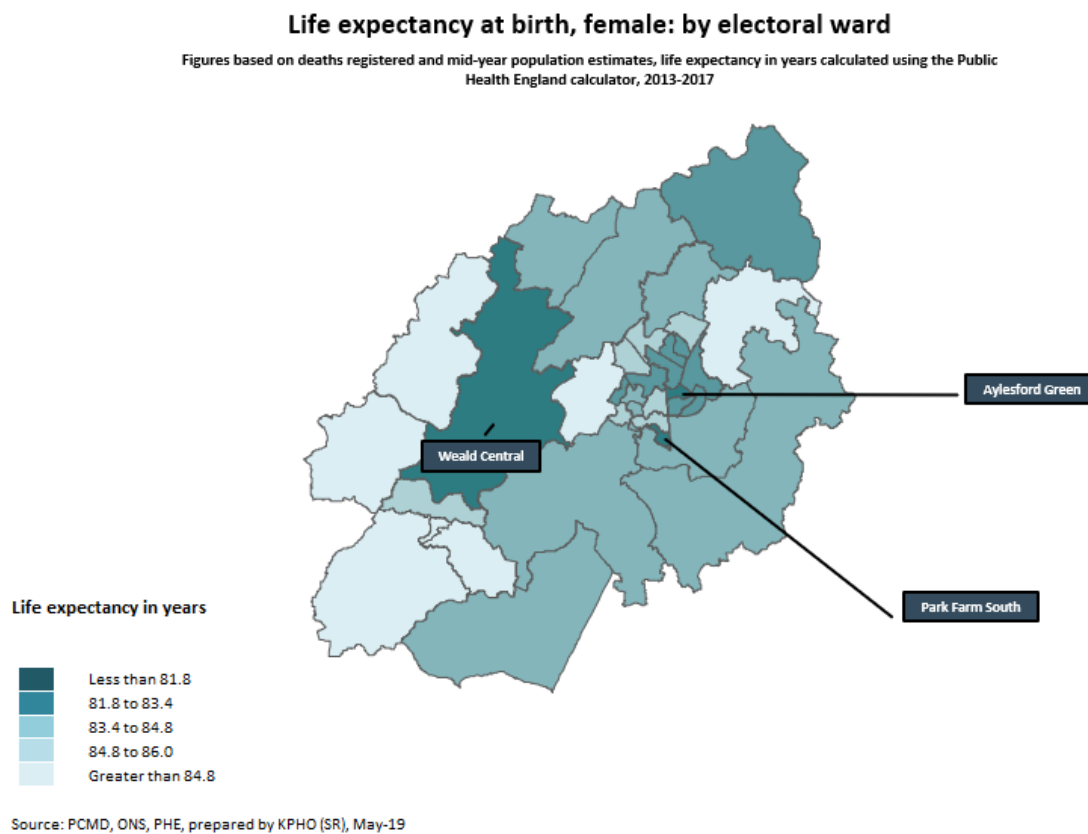 Life expectancy at birth, female: by electoral ward
Figures based on deaths registered and mid-year population estimates, life expectancy in years calculated using the Public
Health England calculator, 2013-2017
Aylesford Green
Weald Central
Park Farm South
Life expectancy in years
Less than 81.8
81.8 to 83.4
83.4 to 84.8
84.8 to 86.0
Greater than 84.8
Source: PCMD, ONS, PHE, prepared by KPHO (SR), May-19